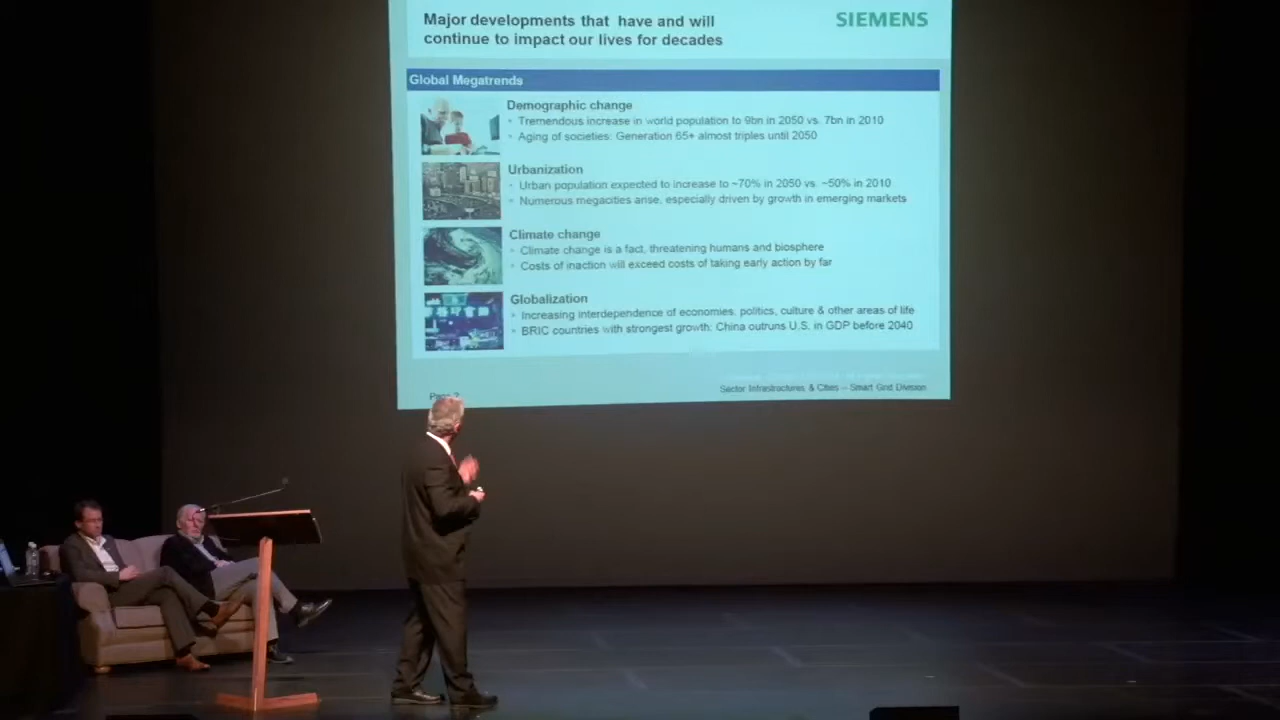 Major developments that have and will
SIEMENS
continue to impact our lives for decades
Global Megatrends
Demographic change
Tremendous increase in world population to 9bn in 2050 vs. 7bn in 2010
Aging of societies: Generation 65+ almost triples until 2050
Urbanization
Urban population expected to increase to ~70% in 2050 vs. ~50% in 2010
Numerous megacities arise, especially driven by growth in emerging markets
Climate change
Climate change is a fact, threatening humans and biosphere
Costs of inaction will exceed costs of taking early action by far
Globalization
Increasing interdependence of economies, politics, culture & other areas of life
BRIC countries with strongest growth: China outruns U.S. in GDP before 2040
Sector Infrastructures & Cities – Smart Grid Division